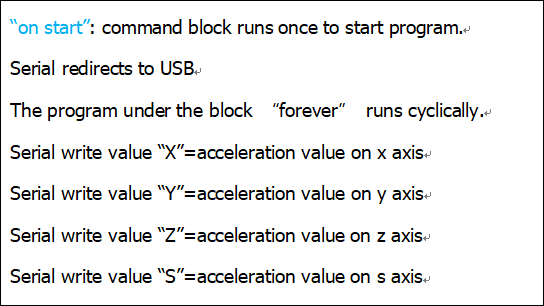 “on start”: command block runs once to start program.↵
Serial redirects to USB↵
The program under the block “forever” runs cyclically.↵
Serial write value “X”=acceleration value on x axis↵
Serial write value “Y”=acceleration value on y axis↵
Serial write value “Z”=acceleration value on z axis↵
Serial write value “S”=acceleration value on s axis↵